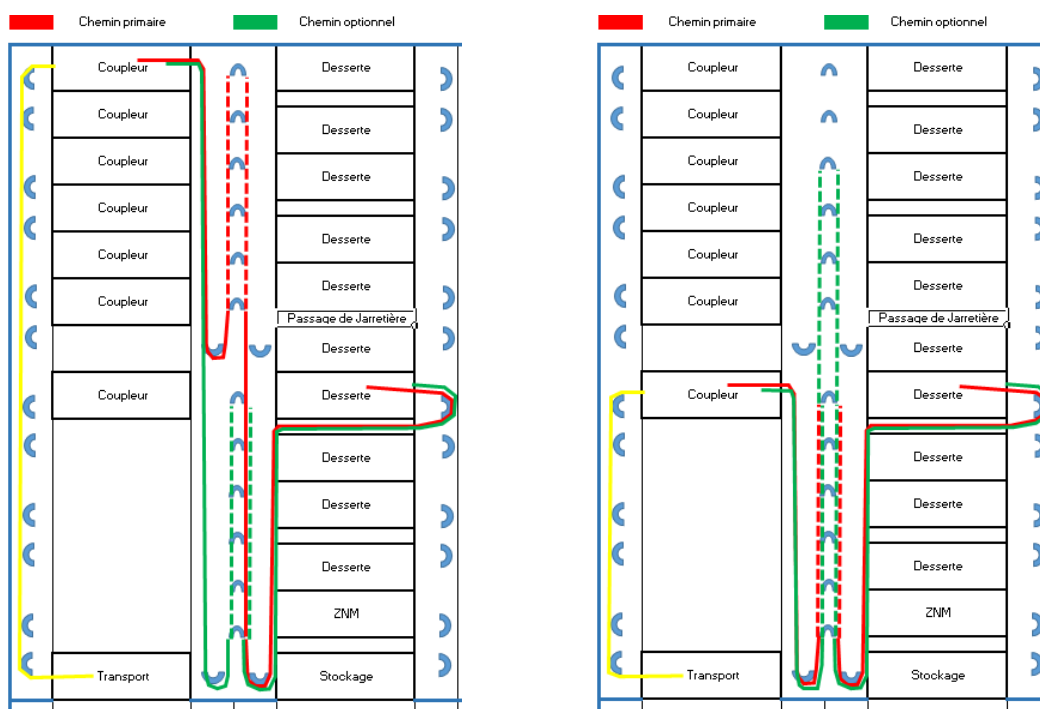 Chemin primaire Chemin optionnel
Coupleur Desserte
Coupleur Desserte
Coupleur Desserte
Coupleur Desserte
Coupleur Desserte
Coupleur
Passage de Jarretière
Desserte
Coupleur Desserte
Desserte
Desserte
Desserte
ZNM
Transport Stockage
Chemin primaire Chemin optionnel
Coupleur Desserte
Coupleur Desserte
Coupleur Desserte
Coupleur Desserte
Coupleur Desserte
Coupleur
Passage de Jarretière
Desserte
Coupleur Desserte
Desserte
Desserte
Desserte
ZNM
Transport Stockage